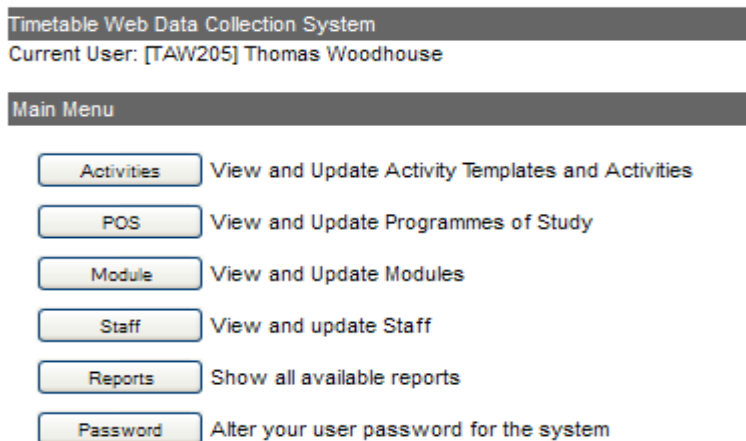 Timetable Web Data Collection System
Current User: [TAW205] Thomas Woodhouse
Main Menu
Activities View and Update Activity Templates and Activities
POS View and Update Programmes of Study
Module View and Update Modules
Staff View and update Staff
Reports Show all available reports
Password Alter your user password for the system